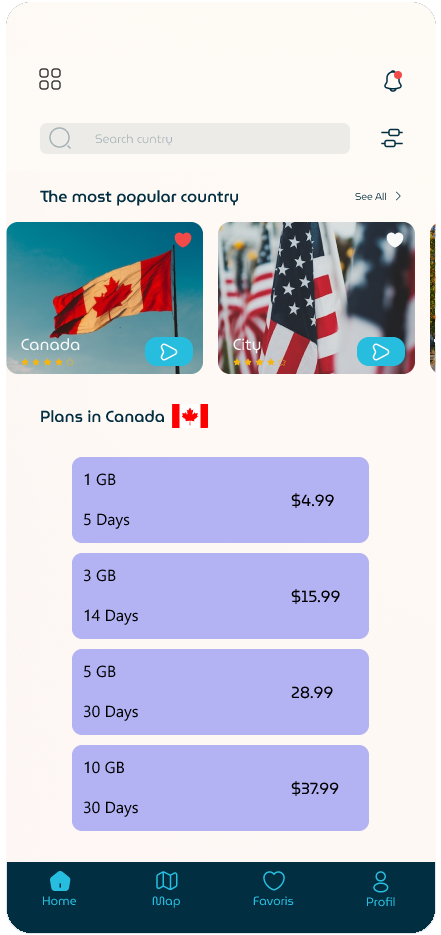 Search cuntry
The most popular country
See All
Canada
City
Plans in Canada
1 GB
$4.99
5 Days
3 GB
$15.99
14 Days
5 GB
28.99
30 Days
10 GB
$37.99
30 Days
Home
Map
Favoris
Profil